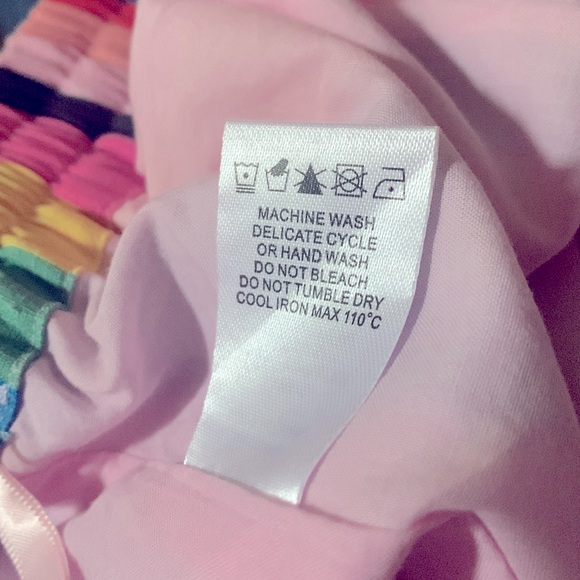 MACHINE WASH
DELICATE CYCLE
OR HAND WASH
DO NOT BLEACH
DO NOT TUMBLE DRY
COOL IRON MAX 110°C